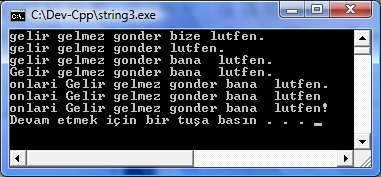 C:\Dev-Cpp\string3.exe
gelir gelmez gonder bize lutfen.
gelir gelmez gonder lutfen.
gelir gelmez gonder bana  lutfen.
Gelir gelmez gonder bana  lutfen.
onlari Gelir gelmez gonder bana  lutfen.
onlari Gelir gelmez gonder bana  lutfen
onlari Gelir gelmez gonder bana  lutfen!
Devam etmek için bir tuşa basın . . . _